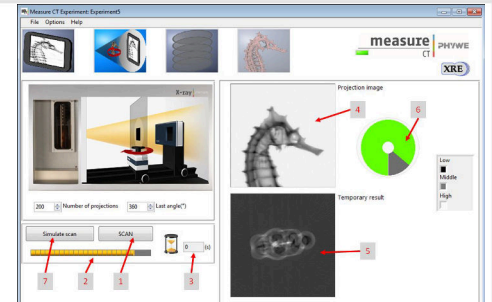 Measure CT Experiment: Experiment5
File Options Help
measure
CT
PHYWE
XRE
X-ray
Projection image
4
6
Low
Middle
High
200 Number of projections 360 Last angle(°)
Temporary result
Simulate scan SCAN 0 (s)
5
7 2 1 3